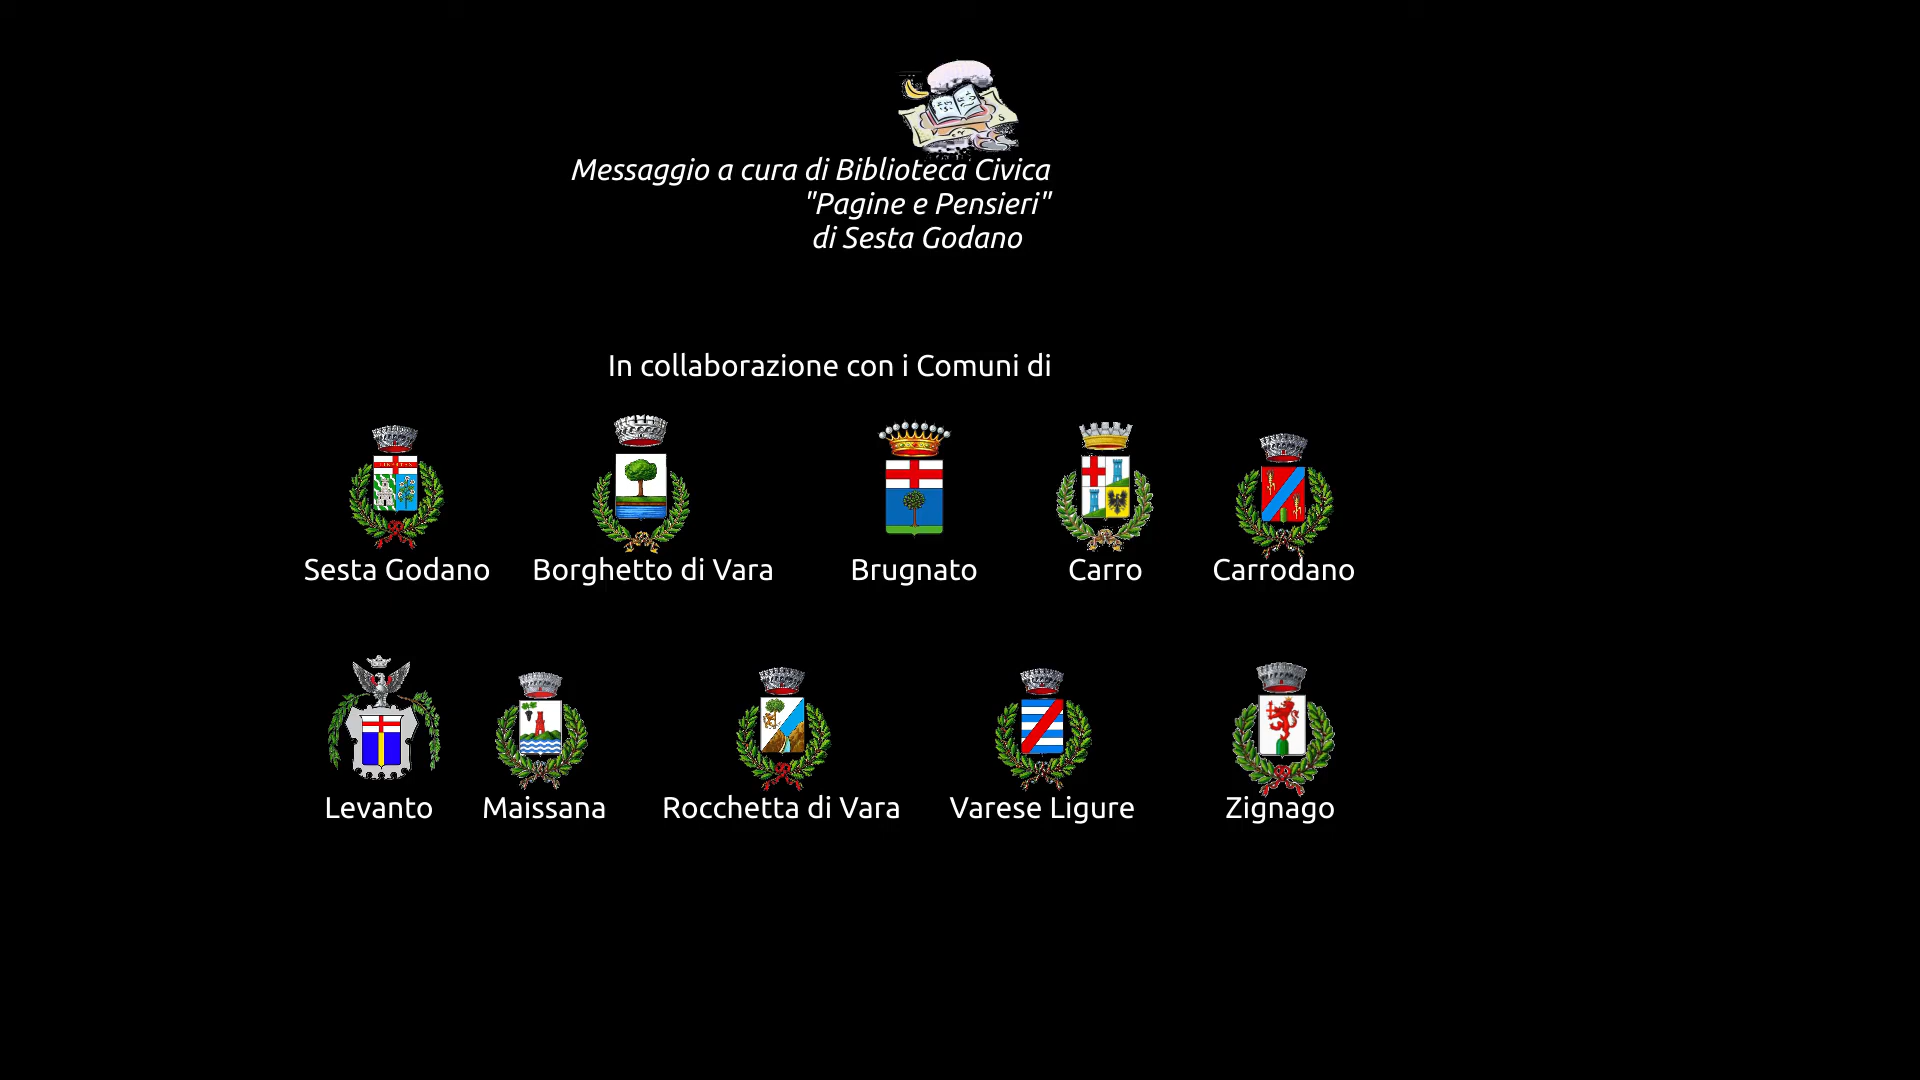 Messaggio a cura di Biblioteca Civica
"Pagine e Pensieri"
di Sesta Godano
In collaborazione con i Comuni di
Sesta Godano Borghetto di Vara Brugnato Carro Carrodano
Levanto Maissana Rocchetta di Vara Varese Ligure Zignago